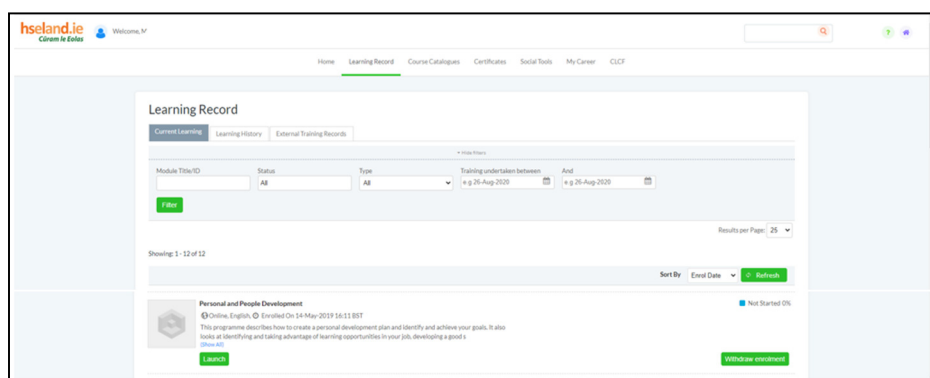 hseland.ie
Cúram le Eolas
Welcome, M
?
Home Learning Record Course Catalogues Certificates Social Tools My Career CLCF
Learning Record
Current Learning Learning History External Training Records
Hide filters
Module Title/ID Status Type Training undertaken between And
All All e.g 26-Aug-2020 e.g 26-Aug-2020
Filter
Results per Page: 25
Showing: 1 - 12 of 12
Sort By Enrol Date Refresh
Personal and People Development Not Started 0%
Online, English, Enrolled On 14-May-2019 16:11 BST
This programme describes how to create a personal development plan and identify and achieve your goals. It also
looks at identifying and taking advantage of learning opportunities in your job, developing a good s
(Show All)
Launch Withdraw enrolment